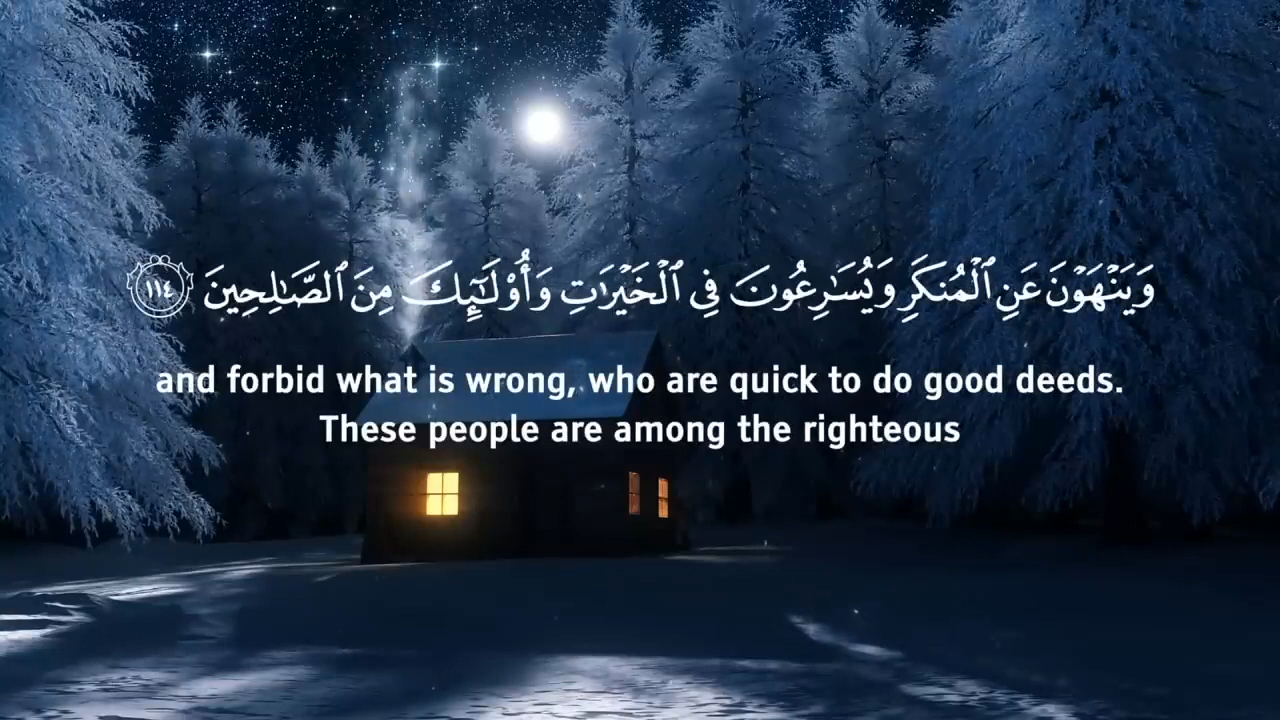 وَيَنۡهَوۡنَ عَنِ ٱلۡمُنكَرِ وَيُسَٰرِعُونَ فِي ٱلۡخَيۡرَٰتِ وَأُوْلَٰٓئِكَ مِنَ ٱلصَّٰلِحِينَ ١١٤
and forbid what is wrong, who are quick to do good deeds.
These people are among the righteous